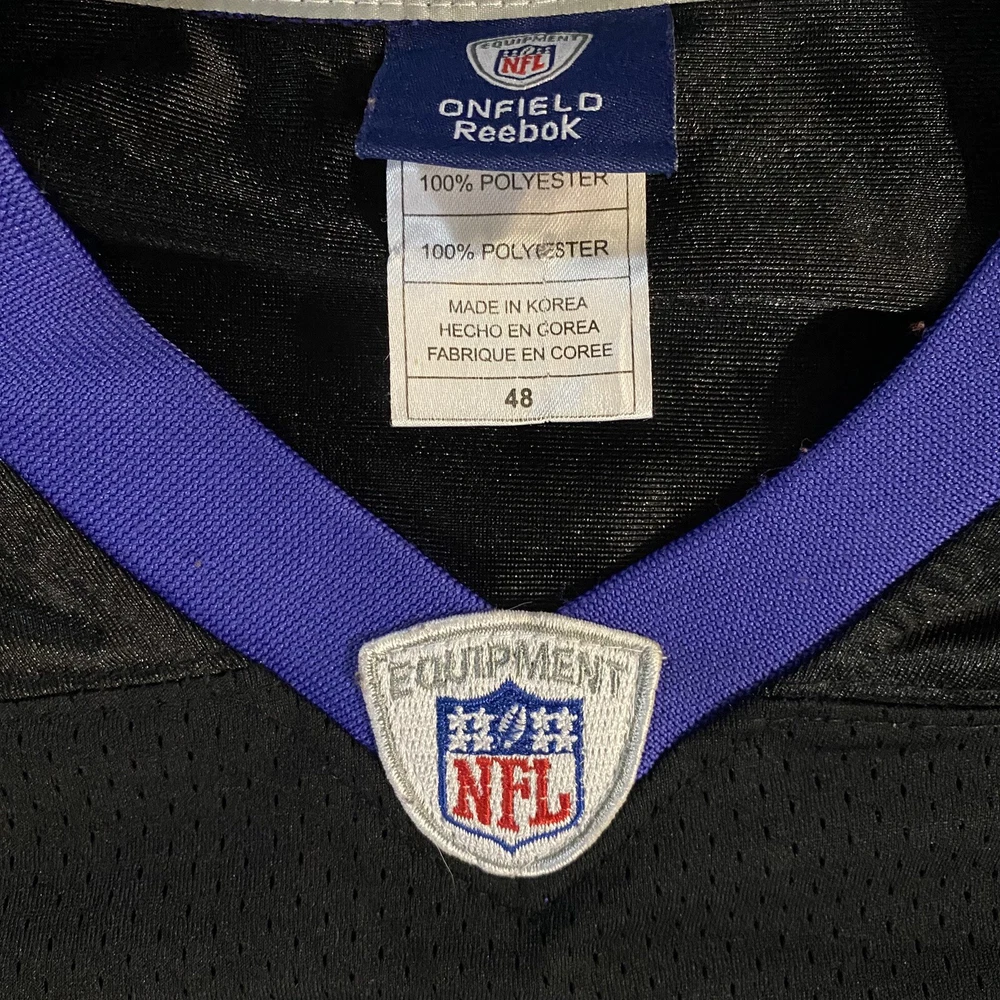 EQUIPMENT
NFL
ONFIELD
Reebok
100% POLYESTER
100% POLYESTER
MADE IN KOREA
HECHO EN COREA
FABRIQUE EN COREE
48
EQUIPMENT
NFL